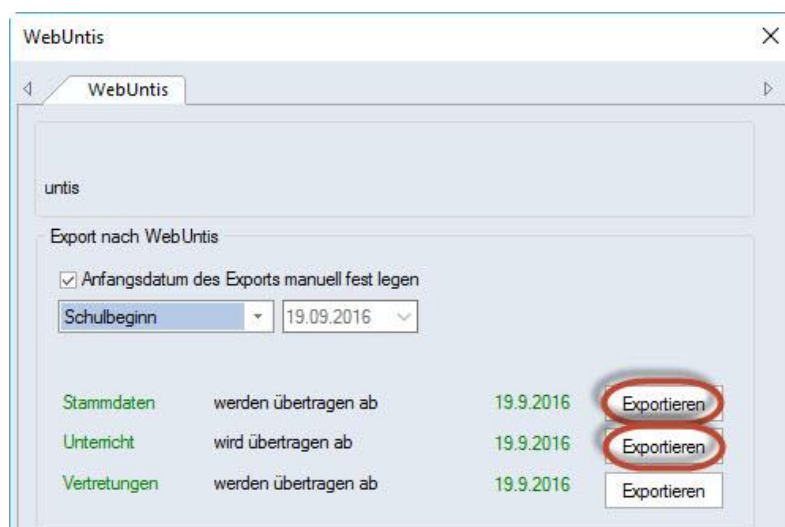 WebUntis
WebUntis
untis
Export nach WebUntis
Anfangsdatum des Exports manuell fest legen
Schulbeginn 19.09.2016
Stammdaten werden übertragen ab 19.9.2016 Exportieren
Unterricht wird übertragen ab 19.9.2016 Exportieren
Vertretungen werden übertragen ab 19.9.2016 Exportieren